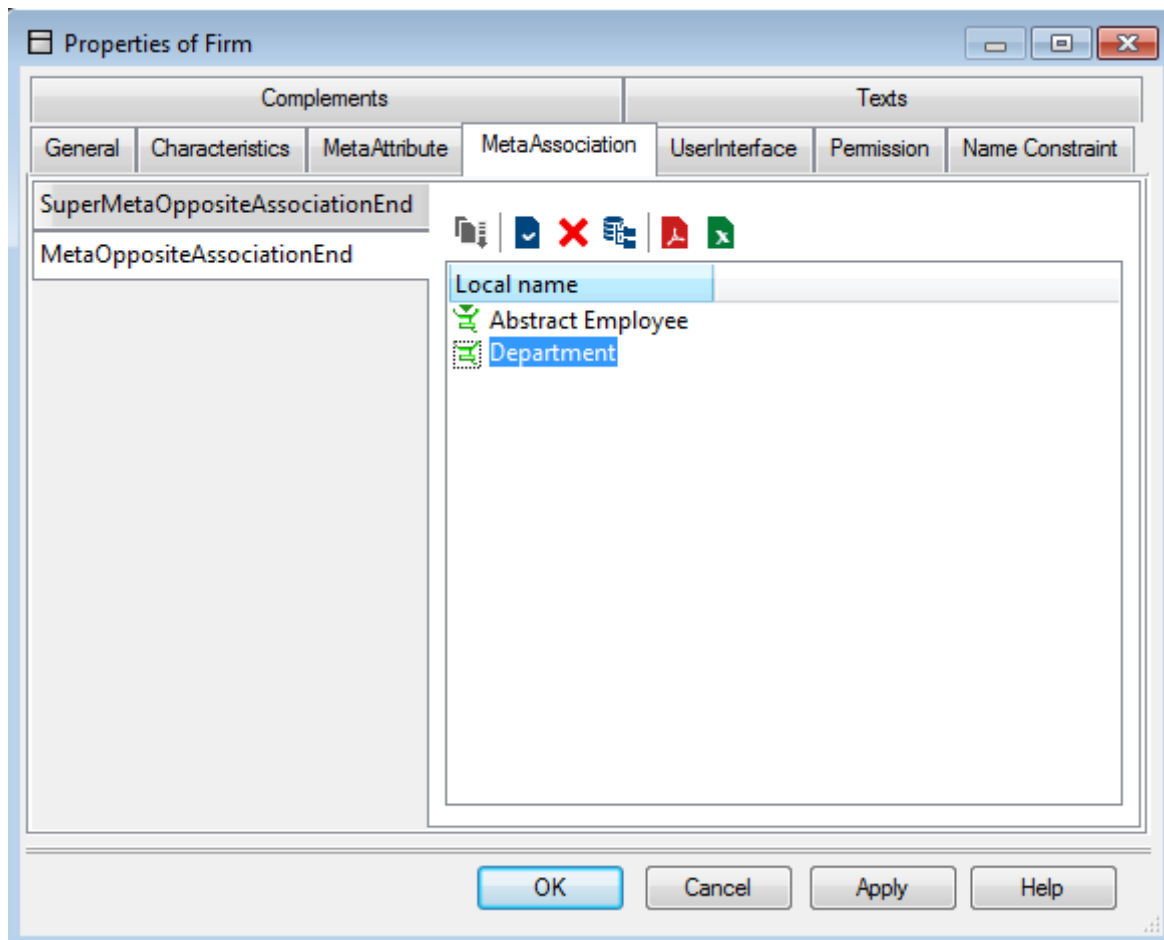 Properties of Firm
Complements Texts
General Characteristics MetaAttribute MetaAssociation UserInterface Permission Name Constraint
SuperMetaOppositeAssociationEnd
MetaOppositeAssociationEnd
Local name
Abstract Employee
Department
OK Cancel Apply Help